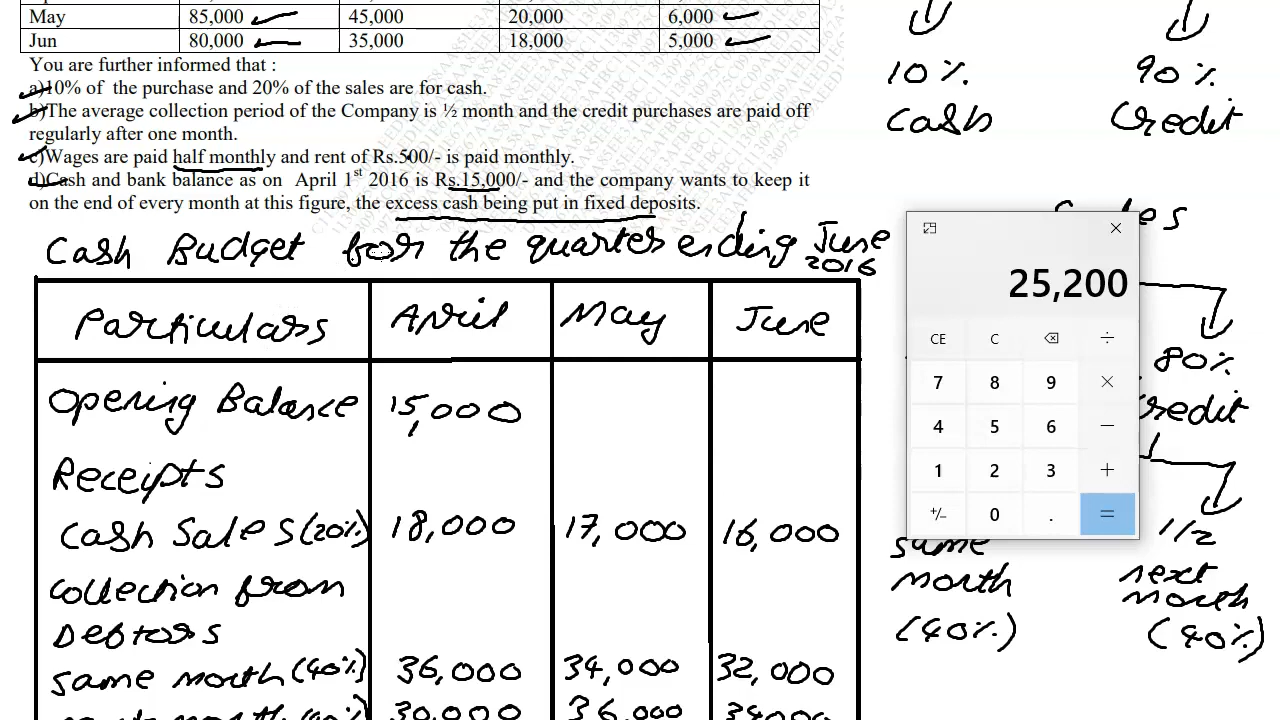 May 85,000 45,000 20,000 6,000
Jun 80,000 35,000 18,000 5,000
You are further informed that :
a)10% of the purchase and 20% of the sales are for cash.
b)The average collection period of the Company is ½ month and the credit purchases are paid off
regularly after one month.
c)Wages are paid half monthly and rent of Rs.500/- is paid monthly.
d)Cash and bank balance as on April 1st 2016 is Rs.15,000/- and the company wants to keep it
on the end of every month at this figure, the excess cash being put in fixed deposits.
10% 90%
Cash Credit
Cash Budget for the quarter ending June
2016
Particulars April May June
Opening Balance 15,000
Receipts
Cash Sales (20%) 18,000 17,000 16,000
Collection from
Debtors
same month (40%) 36,000 34,000 32,000
30,000 36,000 34000
80%
same 1/2
month next
(40%) month
(40%)
25,200
CE C ⌫ ÷
7 8 9 ×
4 5 6 −
1 2 3 +
+/− 0 . =